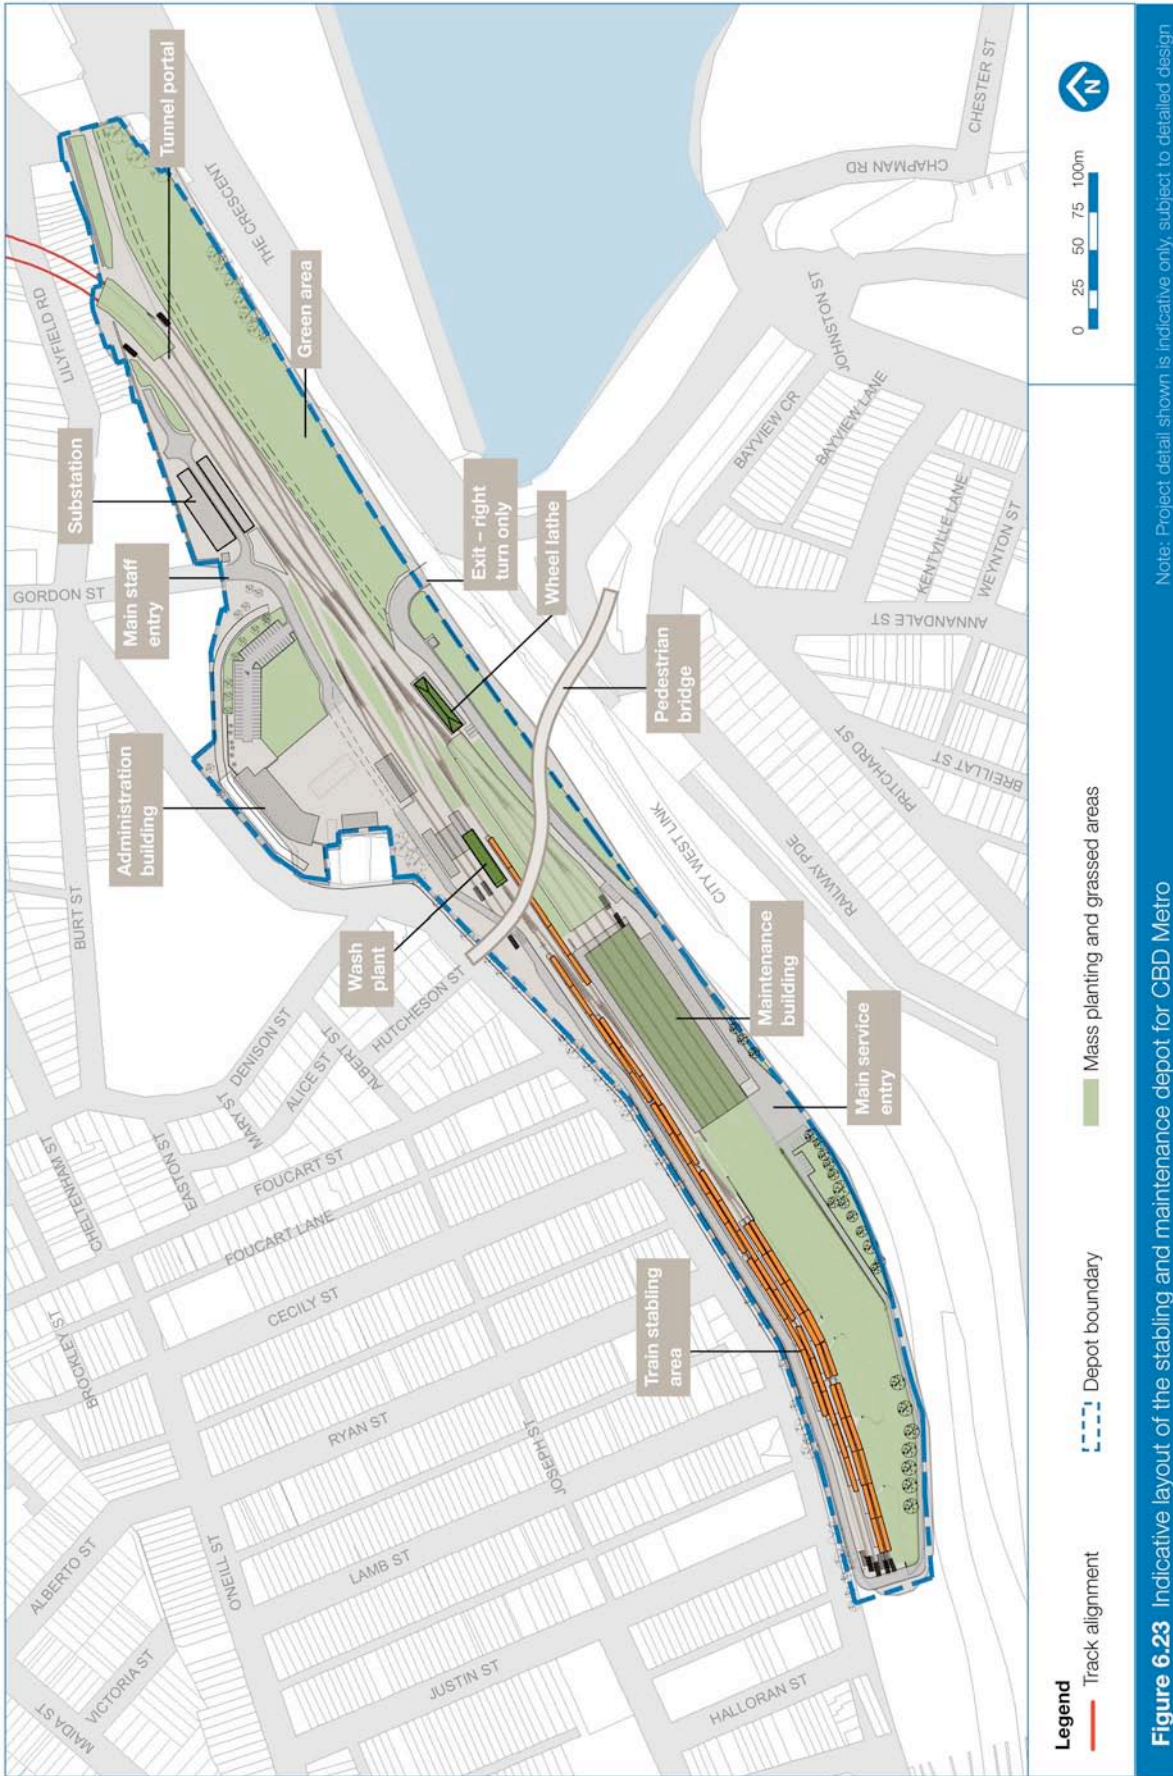 MAIDA ST
VICTORIA ST
ALBERTO ST
BROCKLEY ST
CHELTENHAM ST
ONEILL ST
EASTON ST
MARY ST
DENISON ST
ALICE ST
ALBERT ST
HUTCHESON ST
BURT ST
GORDON ST
LILYFIELD RD
FOUCART ST
FOUCART LANE
CECILY ST
RYAN ST
JOSEPH ST
LAMB ST
JUSTIN ST
HALLORAN ST
Train stabling
area
Wash
plant
Administration
building
Main staff
entry
Substation
Tunnel portal
Green area
Exit – right
turn only
Wheel lathe
Pedestrian
bridge
Maintenance
building
Main service
entry
THE CRESCENT
CITY WEST LINK
RAILWAY PDE
PRITCHARD ST
BREILLAT ST
ANNANDALE ST
WEYNTON ST
KENTVILLE LANE
BAYVIEW LANE
BAYVIEW CR
JOHNSTON ST
CHAPMAN RD
CHESTER ST
Legend
Track alignment
Depot boundary
Mass planting and grassed areas
0 25 50 75 100m
N
Figure 6.23 Indicative layout of the stabling and maintenance depot for CBD Metro
Note: Project detail shown is indicative only, subject to detailed design